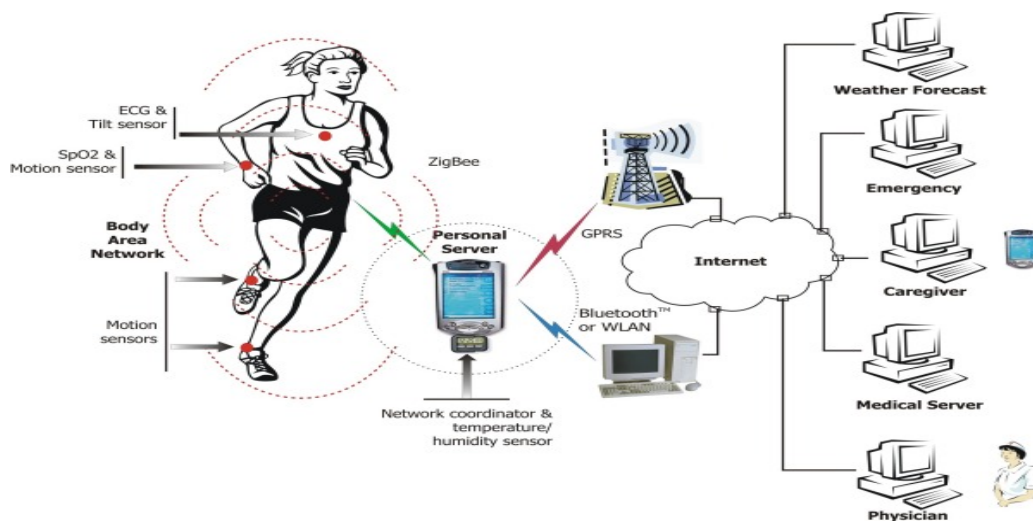 ECG &
Tilt sensor
SpO2 &
Motion sensor
Body
Area
Network
Motion
sensors
ZigBee
Personal
Server
Network coordinator &
temperature/
humidity sensor
GPRS
Bluetooth™
or WLAN
Internet
Weather Forecast
Emergency
Caregiver
Medical Server
Physician